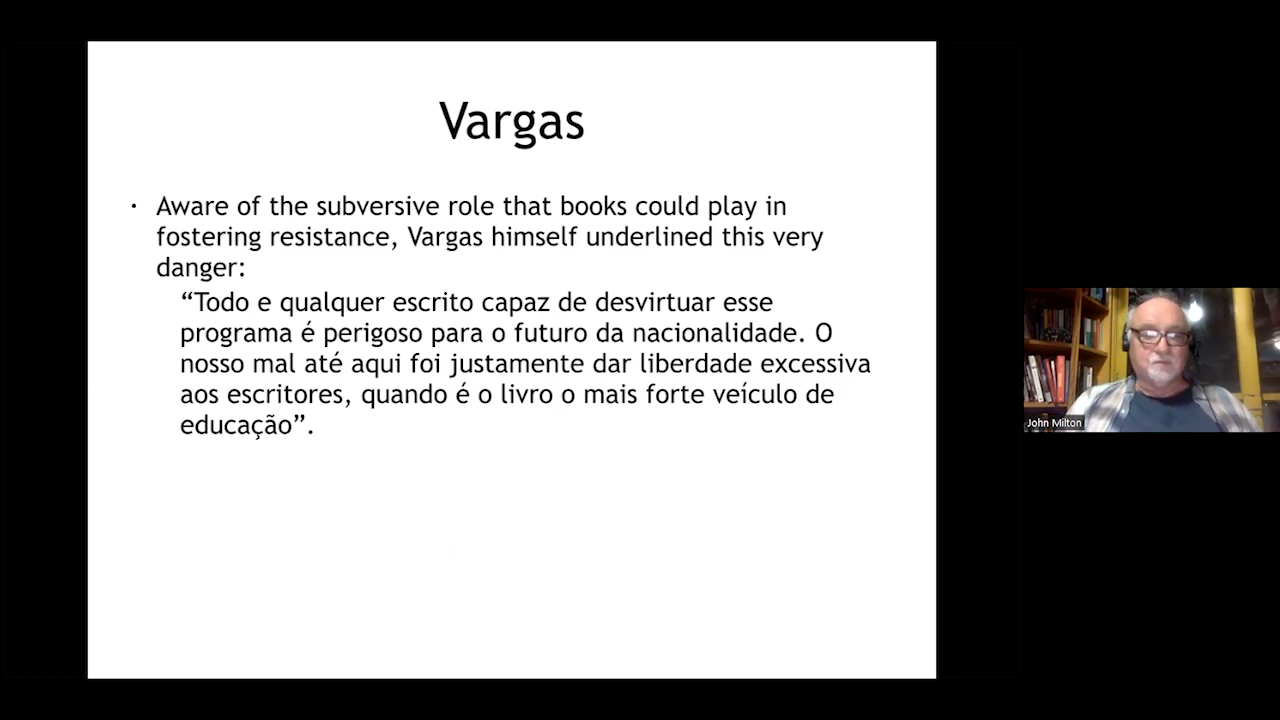 Vargas
· Aware of the subversive role that books could play in
fostering resistance, Vargas himself underlined this very
danger:
“Todo e qualquer escrito capaz de desvirtuar esse
programa é perigoso para o futuro da nacionalidade. O
nosso mal até aqui foi justamente dar liberdade excessiva
aos escritores, quando é o livro o mais forte veículo de
educação”.
John Milton